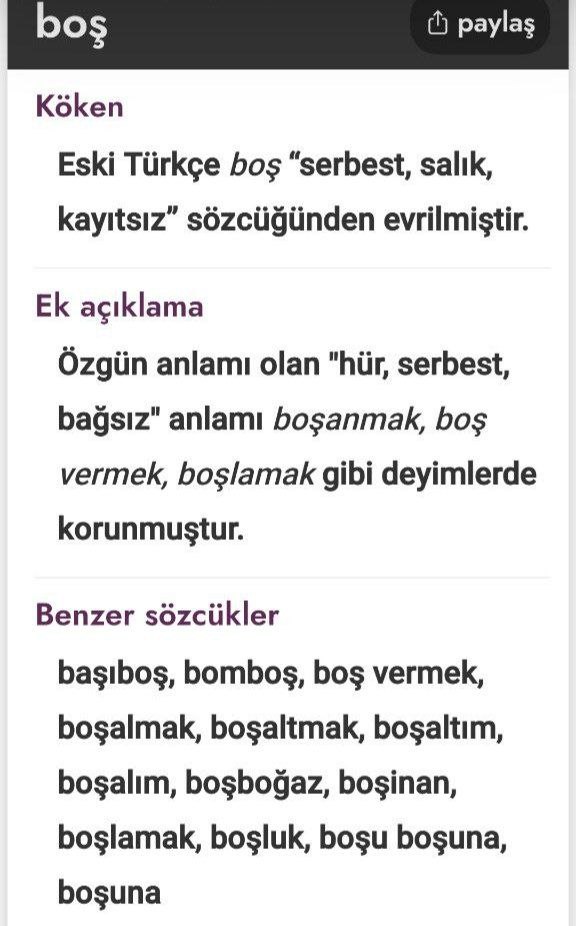 boş
paylaş
Köken
Eski Türkçe boş “serbest, salık,
kayıtsız” sözcüğünden evrilmiştir.
Ek açıklama
Özgün anlamı olan "hür, serbest,
bağsız" anlamı boşanmak, boş
vermek, boşlamak gibi deyimlerde
korunmuştur.
Benzer sözcükler
başıboş, bomboş, boş vermek,
boşalmak, boşaltmak, boşaltım,
boşalım, boşboğaz, boşinan,
boşlamak, boşluk, boşu boşuna,
boşuna